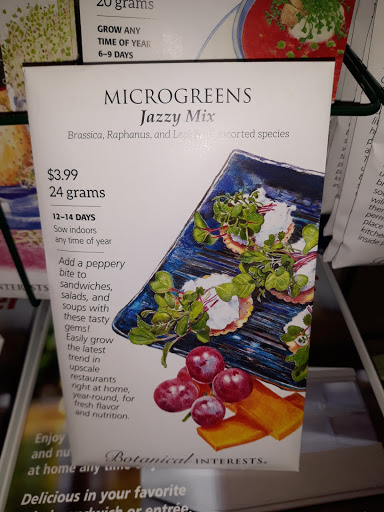 20 grams
GROW ANY
TIME OF YEAR
6–9 DAYS
MICROGREENS
Jazzy Mix
Brassica, Raphanus, and assorted species
$3.99
24 grams
12–14 DAYS
Sow indoors
any time of year
Add a peppery
bite to
sandwiches,
salads, and
soups with
these tasty
gems!
Easily grow
the latest
trend in
upscale
restaurants
right at home,
year-round, for
fresh flavor
and nutrition.
Botanical INTERESTS®
Enjoy
and
at home any
Delicious in your favorite
sandwich or entrée